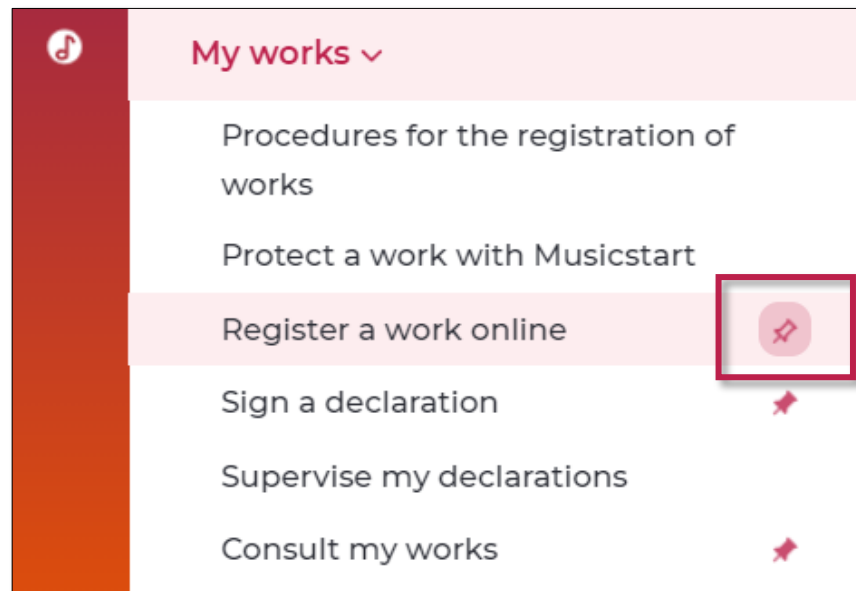 My works
Procedures for the registration of
works
Protect a work with Musicstart
Register a work online
Sign a declaration
Supervise my declarations
Consult my works